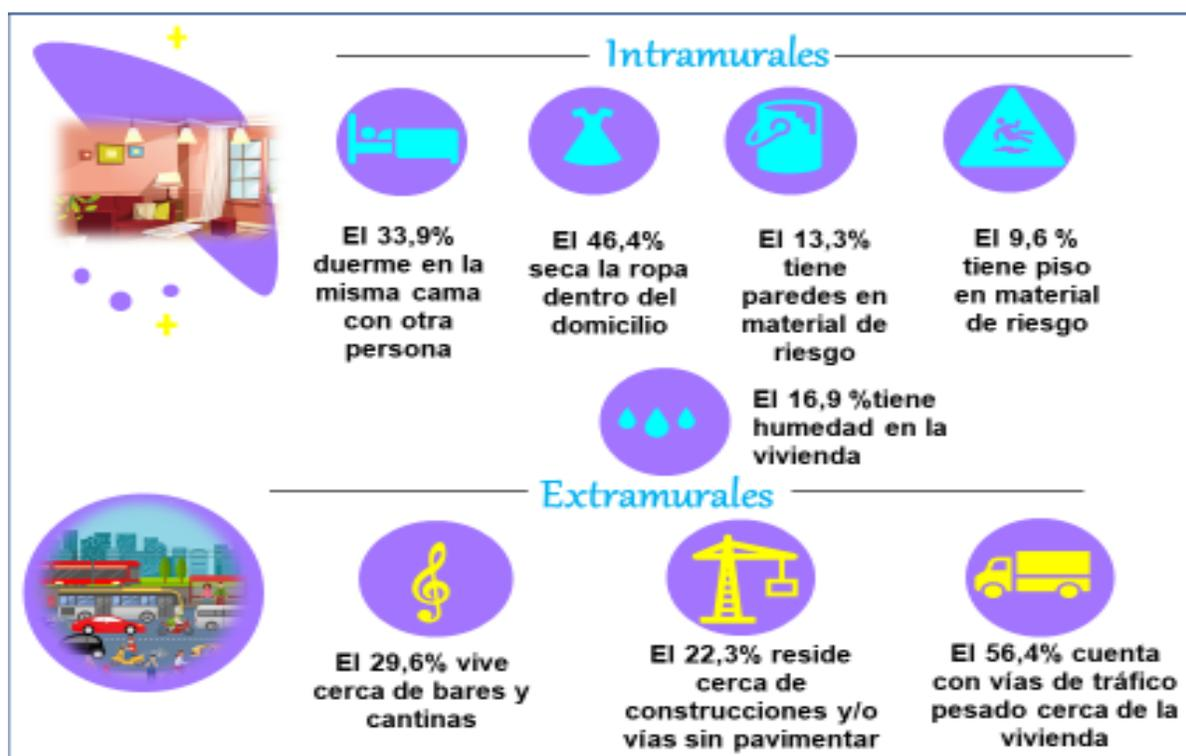 Intramurales
El 33,9%
duerme en la
misma cama
con otra
persona
El 46,4%
seca la ropa
dentro del
domicilio
El 13,3%
tiene
paredes en
material de
riesgo
El 9,6 %
tiene piso
en material
de riesgo
El 16,9 %tiene
humedad en la
vivienda
Extramurales
El 29,6% vive
cerca de bares y
cantinas
El 22,3% reside
cerca de
construcciones y/o
vías sin pavimentar
El 56,4% cuenta
con vías de tráfico
pesado cerca de la
vivienda